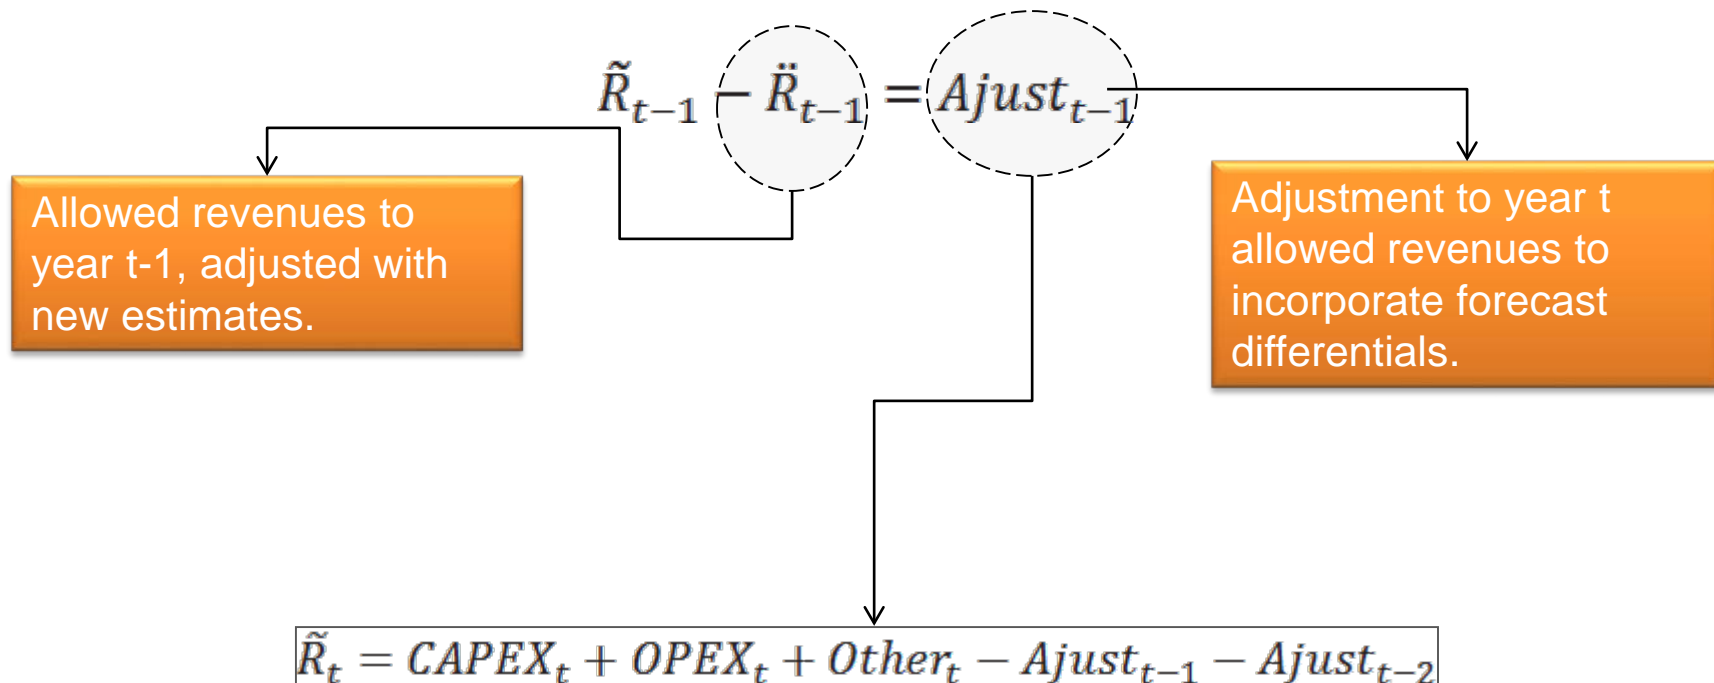 R̃ₜ₋₁ − R̈ₜ₋₁ = Ajustₜ₋₁
Allowed revenues to
year t-1, adjusted with
new estimates.
Adjustment to year t
allowed revenues to
incorporate forecast
differentials.
R̃ₜ = CAPEXₜ + OPEXₜ + Otherₜ − Ajustₜ₋₁ − Ajustₜ₋₂